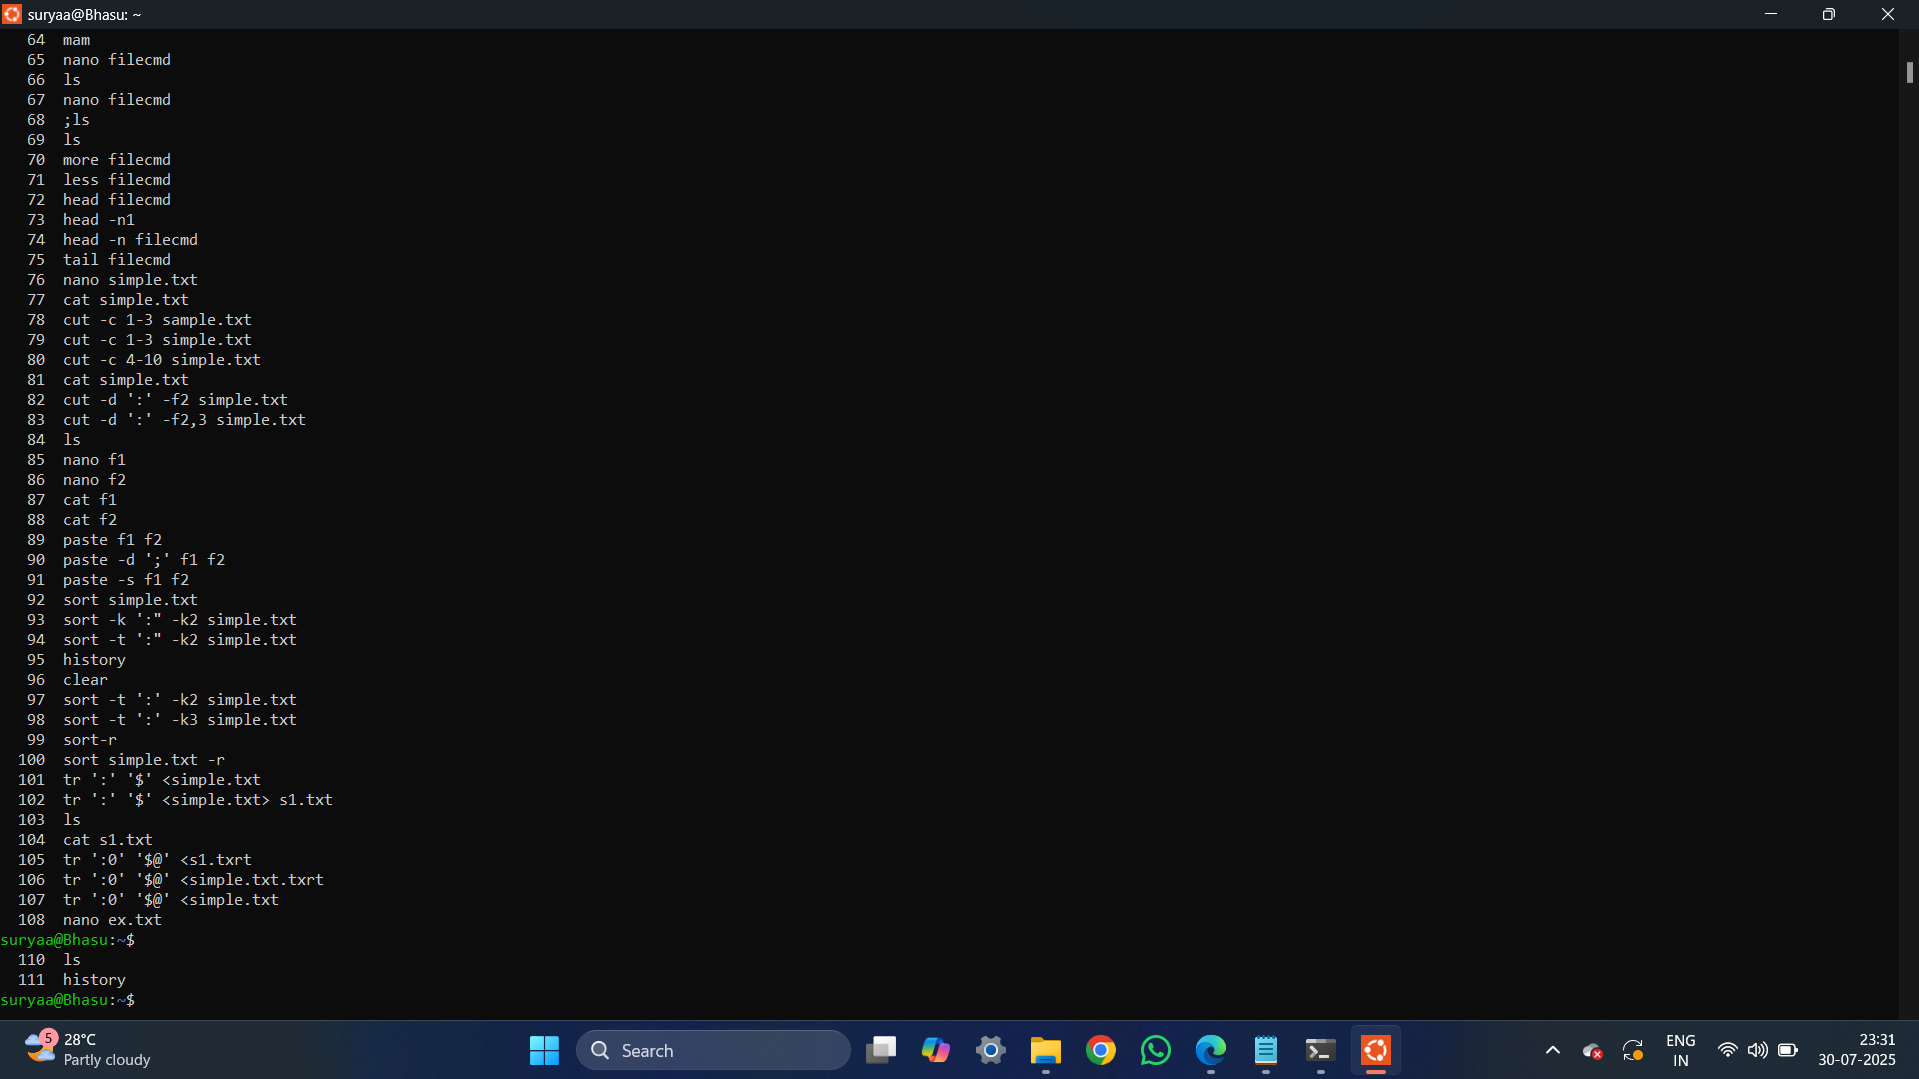 suryaa@Bhasu: ~
64 mam
65 nano filecmd
66 ls
67 nano filecmd
68 ;ls
69 ls
70 more filecmd
71 less filecmd
72 head filecmd
73 head -n1
74 head -n filecmd
75 tail filecmd
76 nano simple.txt
77 cat simple.txt
78 cut -c 1-3 sample.txt
79 cut -c 1-3 simple.txt
80 cut -c 4-10 simple.txt
81 cat simple.txt
82 cut -d ':' -f2 simple.txt
83 cut -d ':' -f2,3 simple.txt
84 ls
85 nano f1
86 nano f2
87 cat f1
88 cat f2
89 paste f1 f2
90 paste -d ';' f1 f2
91 paste -s f1 f2
92 sort simple.txt
93 sort -k ':" -k2 simple.txt
94 sort -t ':" -k2 simple.txt
95 history
96 clear
97 sort -t ':' -k2 simple.txt
98 sort -t ':' -k3 simple.txt
99 sort-r
100 sort simple.txt -r
101 tr ':' '$' <simple.txt
102 tr ':' '$' <simple.txt> s1.txt
103 ls
104 cat s1.txt
105 tr ':0' '$@' <s1.txrt
106 tr ':0' '$@' <simple.txt.txrt
107 tr ':0' '$@' <simple.txt
108 nano ex.txt
suryaa@Bhasu:~$
110 ls
111 history
suryaa@Bhasu:~$
5
28°C
Partly cloudy
Search
ENG
IN
23:31
30-07-2025